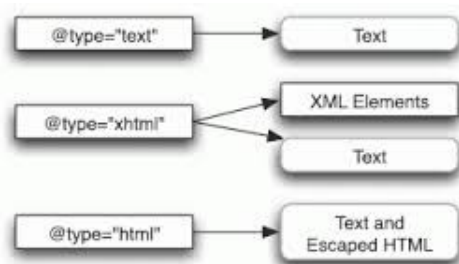 @type="text"
Text
@type="xhtml"
XML Elements
Text
@type="html"
Text and
Escaped HTML